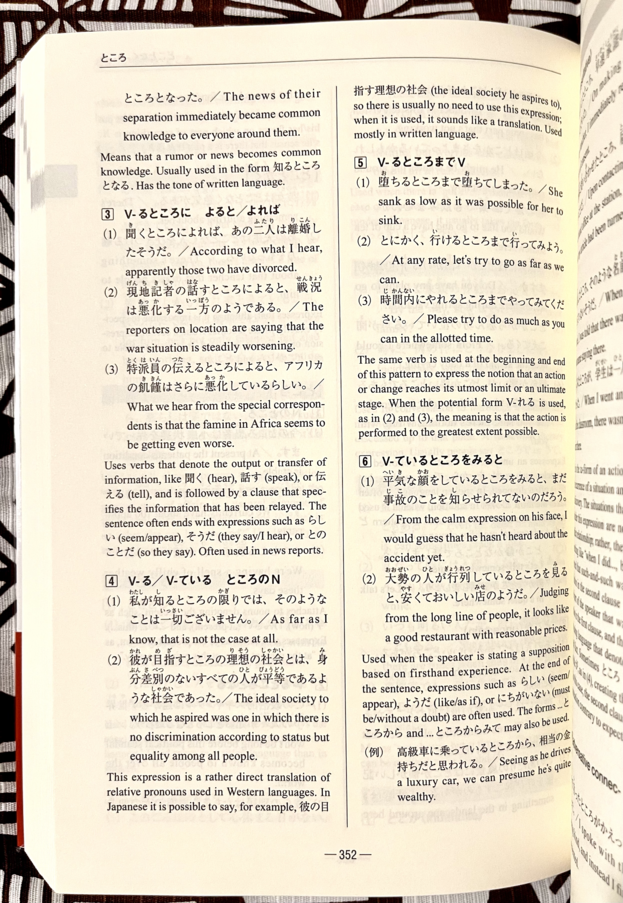 ところ
ところとなった。／The news of their
separation immediately became common
knowledge to everyone around them.
Means that a rumor or news becomes common
knowledge. Usually used in the form 知るところ
となる. Has the tone of written language.
3 V-るところに よると／よれば
(1) 聞くところによれば、あの二人は離婚し
たそうだ。／According to what I hear,
apparently those two have divorced.
(2) 現地記者の話すところによると、戦況
は悪化する一方のようである。／The
reporters on location are saying that the
war situation is steadily worsening.
(3) 特派員の伝えるところによると、アフリカ
の飢饉はさらに悪化しているらしい。／
What we hear from the special correspon-
dents is that the famine in Africa seems to
be getting even worse.
Uses verbs that denote the output or transfer of
information, like 聞く (hear), 話す (speak), or 伝
える (tell), and is followed by a clause that spec-
ifies the information that has been relayed. The
sentence often ends with expressions such as らし
い (seem/appear), そうだ (they say/I hear), or との
ことだ (so they say). Often used in news reports.
4 V-る／V-ている ところのN
(1) 私が知るところの限りでは、そのような
ことは一切ございません。／As far as I
know, that is not the case at all.
(2) 彼が目指すところの理想の社会とは、身
分差別のないすべての人が平等であるよ
うな社会であった。／The ideal society to
which he aspired was one in which there is
no discrimination according to status but
equality among all people.
This expression is a rather direct translation of
relative pronouns used in Western languages. In
Japanese it is possible to say, for example, 彼の目
指す理想の社会 (the ideal society he aspires to),
so there is usually no need to use this expression;
when it is used, it sounds like a translation. Used
mostly in written language.
5 V-るところまでV
(1) 堕ちるところまで堕ちてしまった。／She
sank as low as it was possible for her to
sink.
(2) とにかく、行けるところまで行ってみよう。
／At any rate, let's try to go as far as we
can.
(3) 時間内にやれるところまでやってみてくだ
さい。／Please try to do as much as you
can in the allotted time.
The same verb is used at the beginning and end
of this pattern to express the notion that an action
or change reaches its utmost limit or an ultimate
stage. When the potential form V-れる is used,
as in (2) and (3), the meaning is that the action is
performed to the greatest extent possible.
6 V-ているところをみると
(1) 平気な顔をしているところをみると、まだ
事故のことを知らせられてないのだろう。
／From the calm expression on his face, I
would guess that he hasn't heard about the
accident yet.
(2) 大勢の人が行列しているところを見る
と、安くておいしい店のようだ。／Judging
from the long line of people, it looks like
a good restaurant with reasonable prices.
Used when the speaker is stating a supposition
based on firsthand experience. At the end of
the sentence, expressions such as らしい (seem/
appear), ようだ (like/as if), or にちがいない (must
be/without a doubt) are often used. The forms ...と
ころから and ...ところからみて may also be used.
(例) 高級車に乗っているところから、相当の金
持ちだと思われる。／Seeing as he drives
a luxury car, we can presume he's quite
wealthy.
—352—